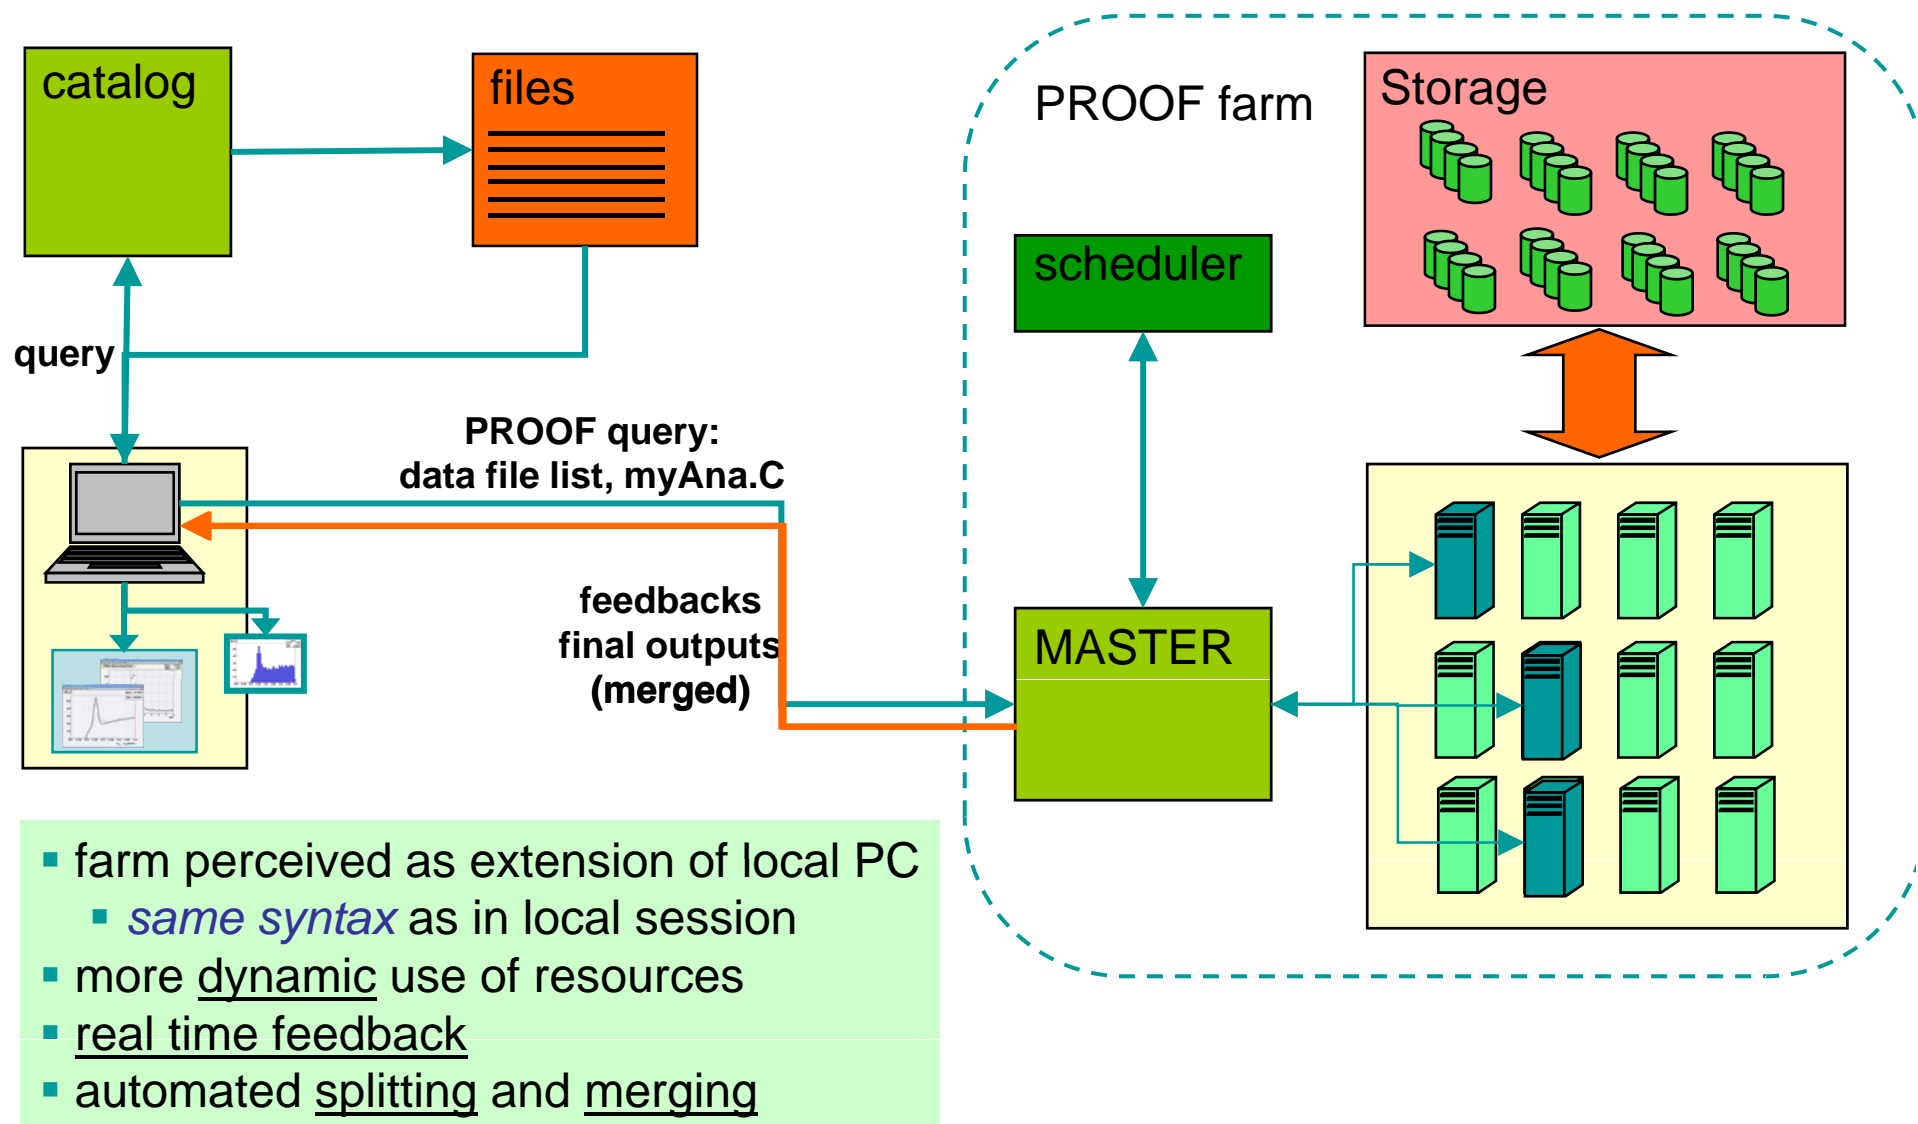 catalog
files
PROOF farm
Storage
scheduler
query
PROOF query:
data file list, myAna.C
feedbacks
final outputs
(merged)
MASTER
▪ farm perceived as extension of local PC
▪ same syntax as in local session
▪ more dynamic use of resources
▪ real time feedback
▪ automated splitting and merging